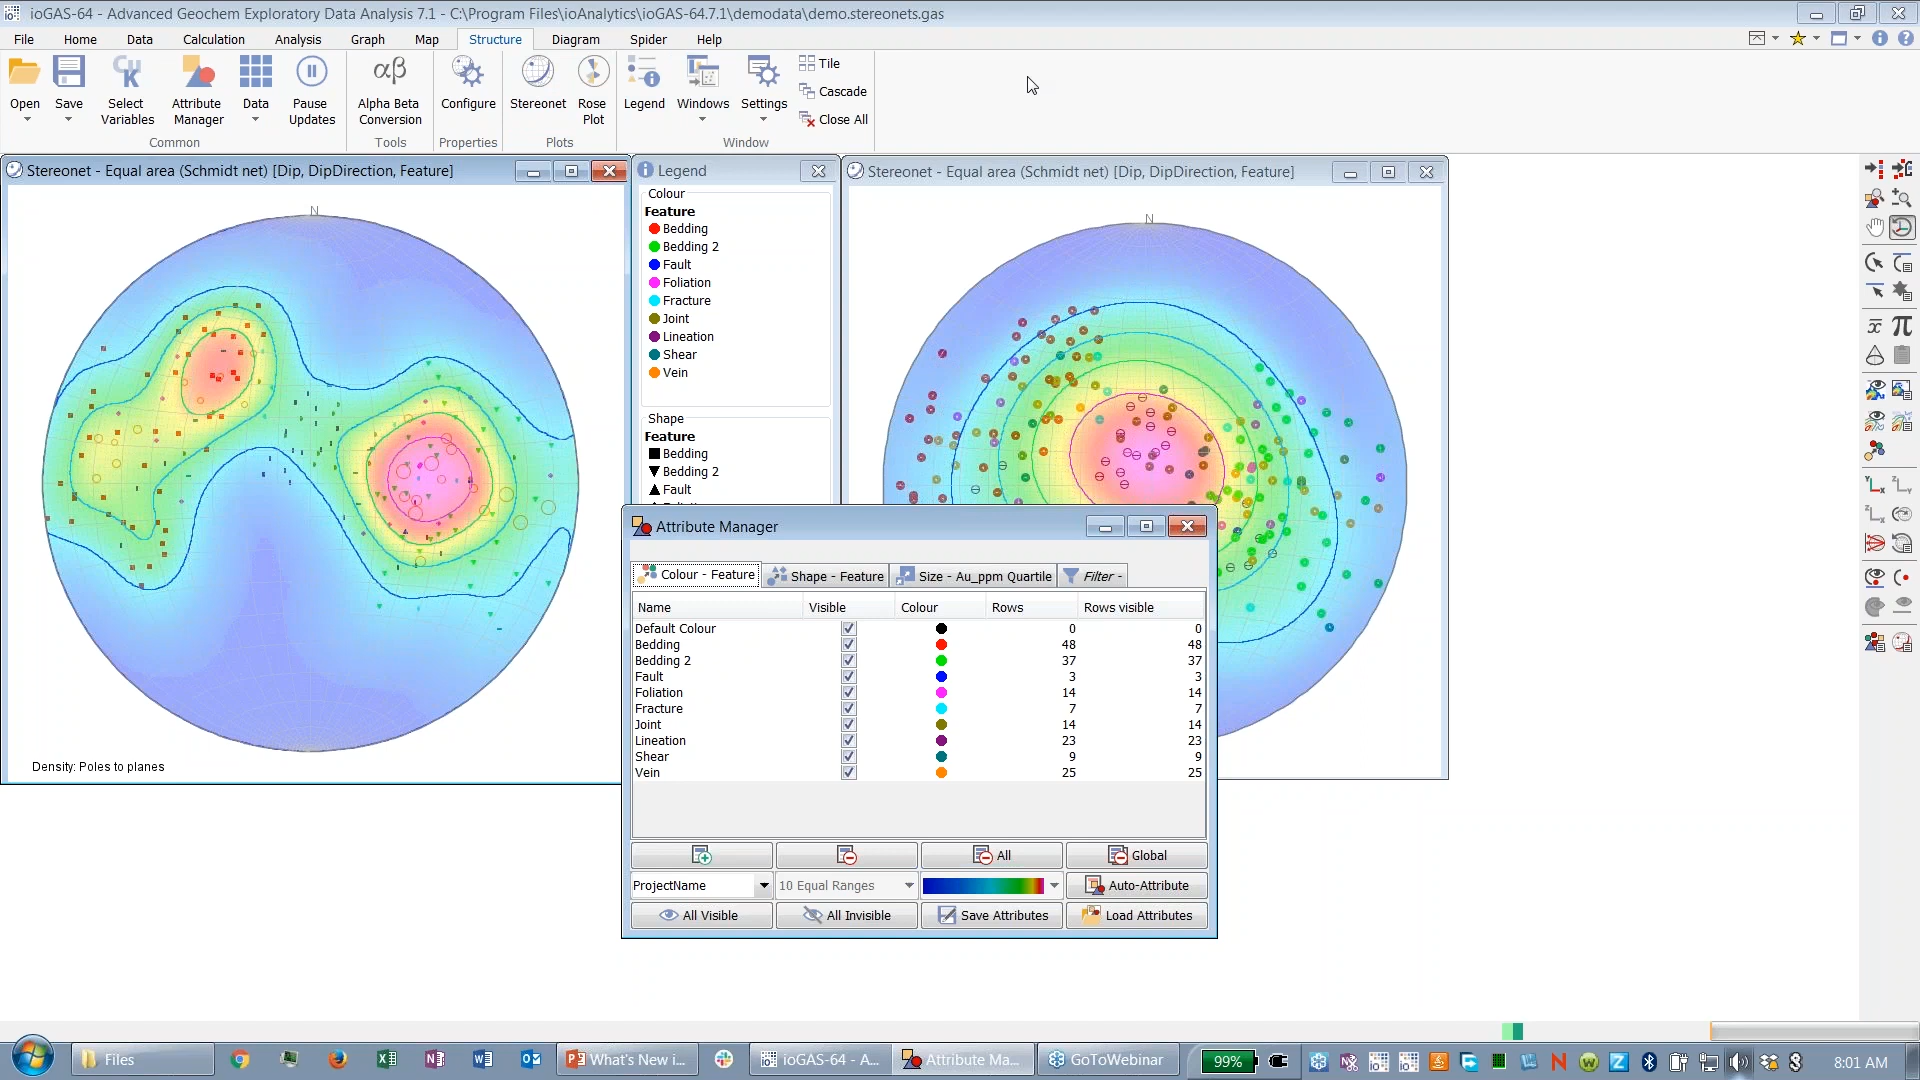 ioGAS-64 - Advanced Geochem Exploratory Data Analysis 7.1 - C:\Program Files\ioAnalytics\ioGAS-64.7.1\demodata\demo.stereonets.gas
File Home Data Calculation Analysis Graph Map Structure Diagram Spider Help
Open Save Select Variables Attribute Manager Data Pause Updates Alpha Beta Conversion Configure Stereonet Rose Plot Legend Windows Settings
αβ
Tile
Cascade
Close All
Common Tools Properties Plots Window
Stereonet - Equal area (Schmidt net) [Dip, DipDirection, Feature]
N
Density: Poles to planes
Legend
Colour
Feature
Bedding
Bedding 2
Fault
Foliation
Fracture
Joint
Lineation
Shear
Vein
Shape
Feature
Bedding
Bedding 2
Fault
Stereonet - Equal area (Schmidt net) [Dip, DipDirection, Feature]
N
Attribute Manager
Colour - Feature Shape - Feature Size - Au_ppm Quartile Filter -
Name Visible Colour Rows Rows visible
Default Colour 0 0
Bedding 48 48
Bedding 2 37 37
Fault 3 3
Foliation 14 14
Fracture 7 7
Joint 14 14
Lineation 23 23
Shear 9 9
Vein 25 25
All Global
ProjectName 10 Equal Ranges Auto-Attribute
All Visible All Invisible Save Attributes Load Attributes
Files What's New i... ioGAS-64 - A... Attribute Ma... GoToWebinar 99% 8:01 AM